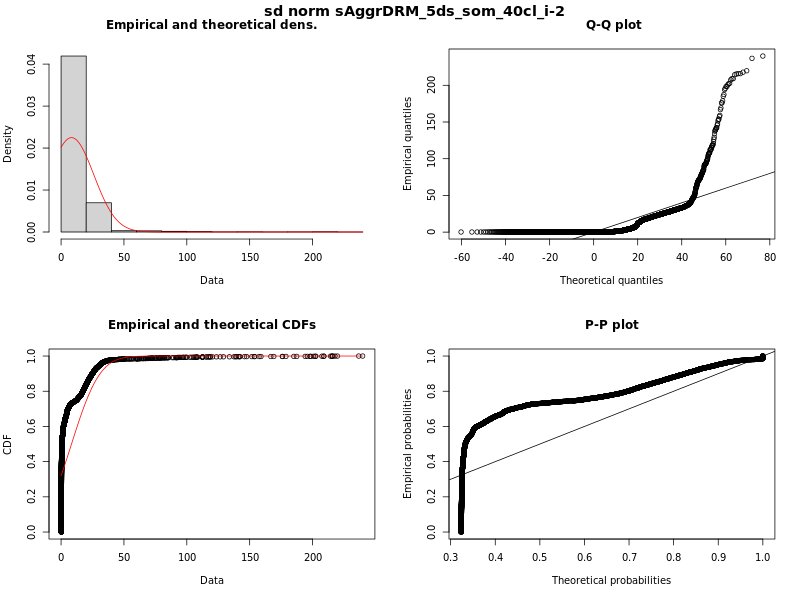 sd norm sAggrDRM_5ds_som_40cl_i-2
Empirical and theoretical dens.
Density
0.00 0.01 0.02 0.03 0.04
0 50 100 150 200
Data
Q-Q plot
Empirical quantiles
0 50 100 150 200
-60 -40 -20 0 20 40 60 80
Theoretical quantiles
Empirical and theoretical CDFs
CDF
0.0 0.2 0.4 0.6 0.8 1.0
0 50 100 150 200
Data
P-P plot
Empirical probabilities
0.0 0.2 0.4 0.6 0.8 1.0
0.3 0.4 0.5 0.6 0.7 0.8 0.9 1.0
Theoretical probabilities